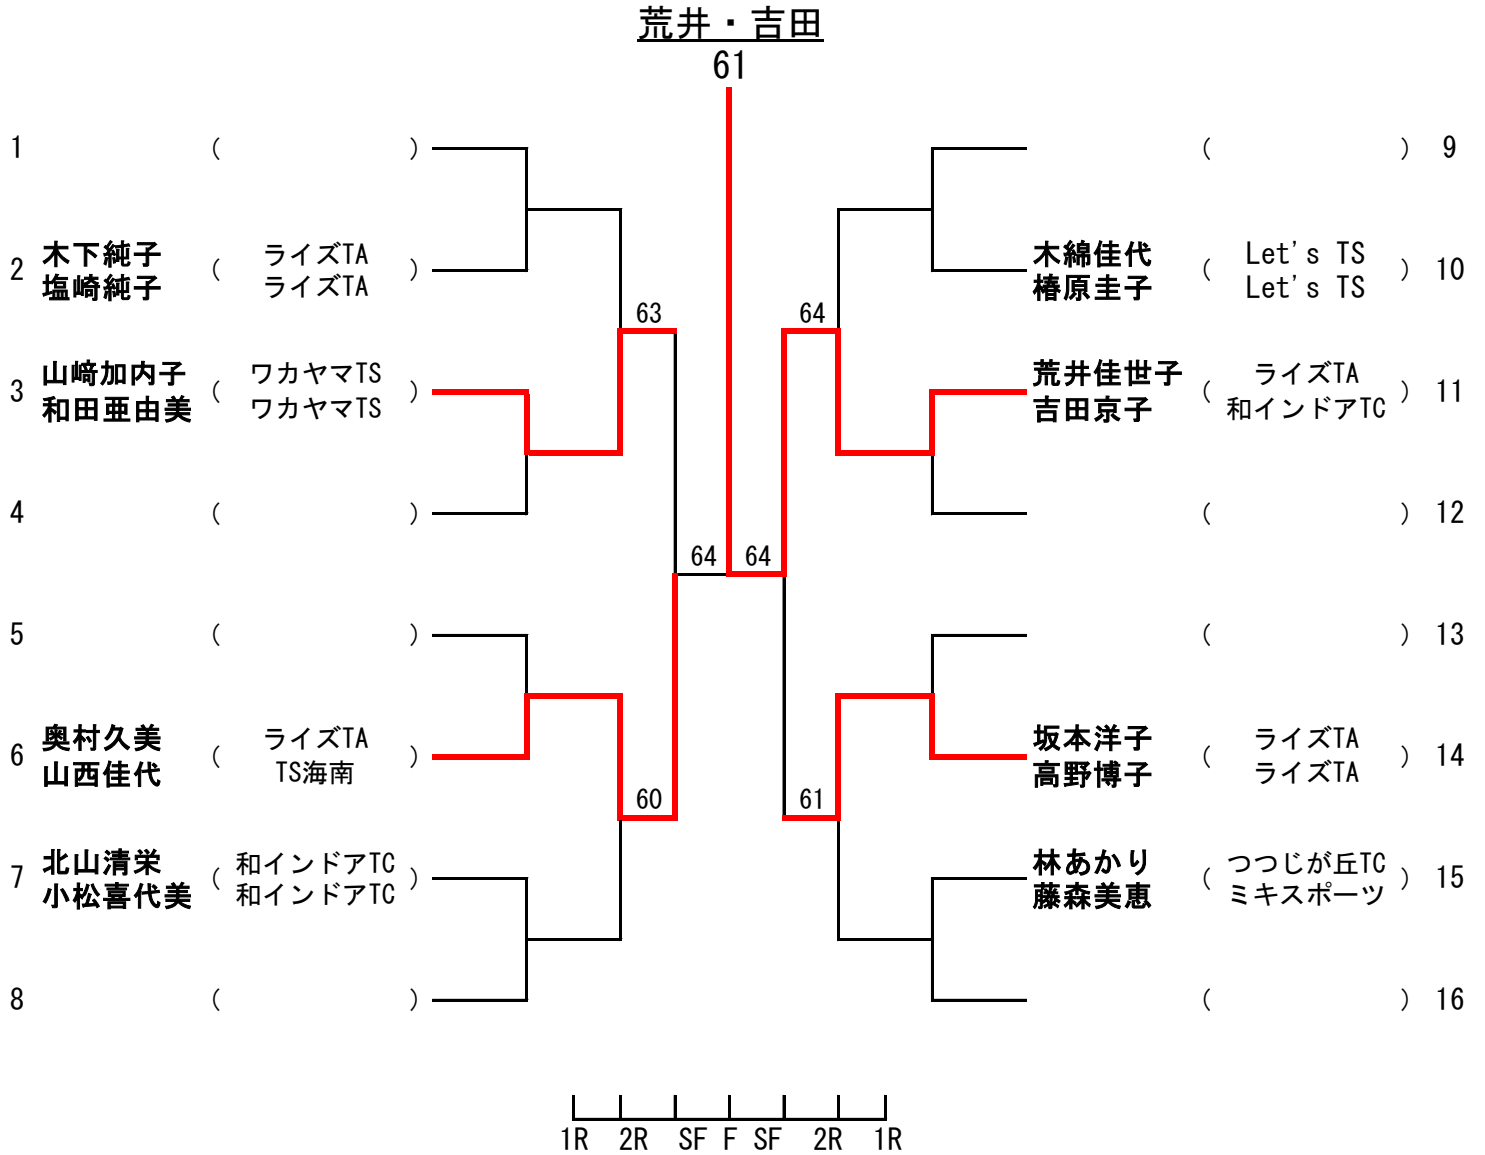 荒井・吉田
61
1 ( )
木下純子 ライズTA
2 ( )
塩崎純子 ライズTA
63
山﨑加内子 ワカヤマTS
3 ( )
和田亜由美 ワカヤマTS
4 ( )
64
5 ( )
奥村久美 ライズTA
6 ( )
山西佳代 TS海南
60
北山清栄 和インドアTC
7 ( )
小松喜代美 和インドアTC
8 ( )
( ) 9
木綿佳代 Let's TS
( ) 10
椿原圭子 Let's TS
64
荒井佳世子 ライズTA
( ) 11
吉田京子 和インドアTC
( ) 12
64
( ) 13
坂本洋子 ライズTA
( ) 14
高野博子 ライズTA
61
林あかり つつじが丘TC
( ) 15
藤森美恵 ミキスポーツ
( ) 16
1R 2R SF F SF 2R 1R